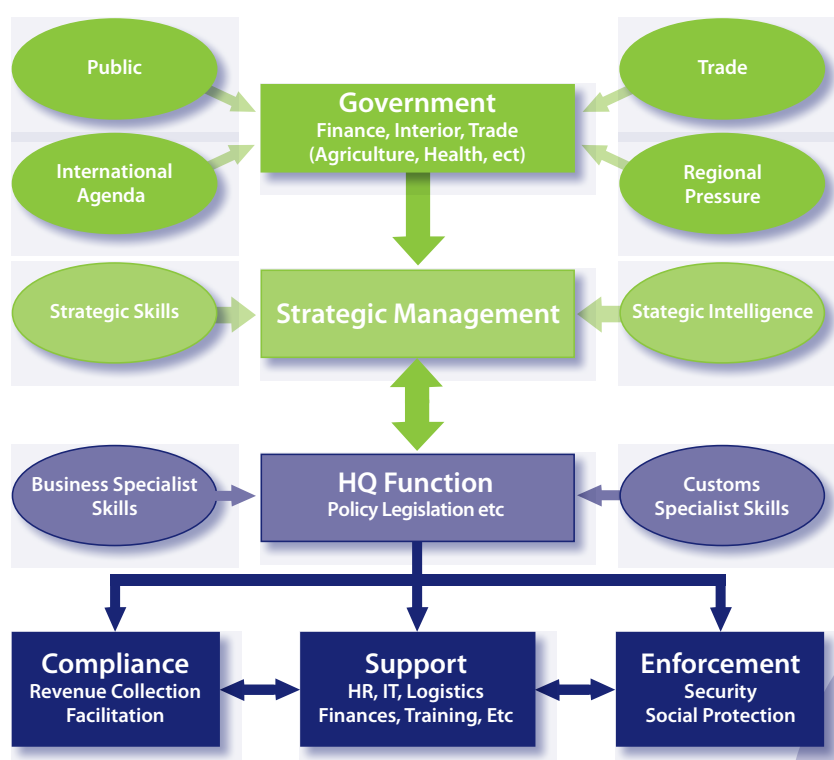 Public
Trade
Government
Finance, Interior, Trade
(Agriculture, Health, ect)
International
Agenda
Regional
Pressure
Strategic Skills
Strategic Management
Stategic Intelligence
Business Specialist
Skills
HQ Function
Policy Legislation etc
Customs
Specialist Skills
Compliance
Revenue Collection
Facilitation
Support
HR, IT, Logistics
Finances, Training, Etc
Enforcement
Security
Social Protection